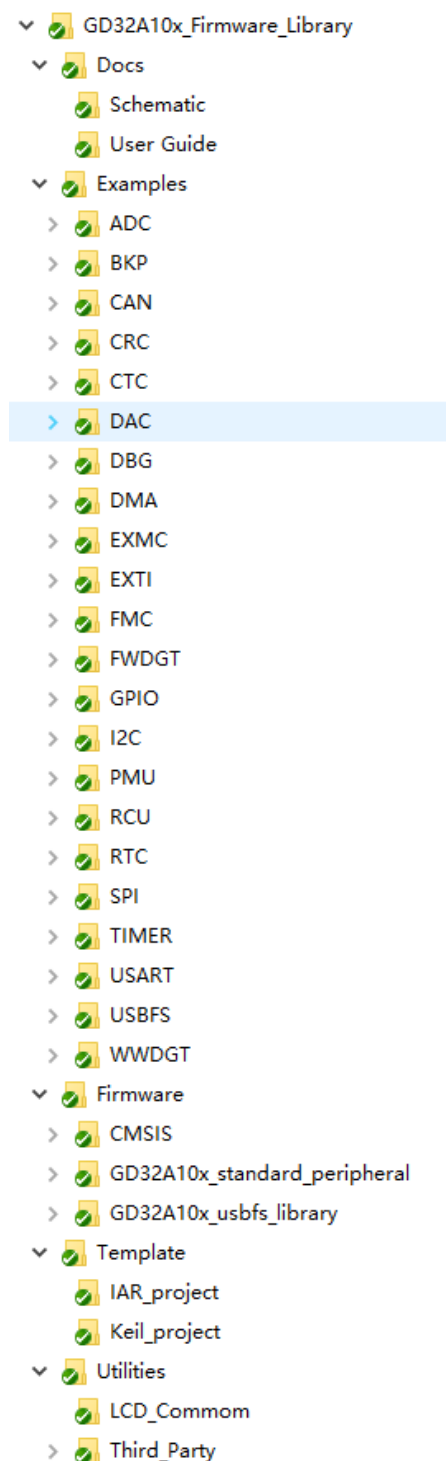 GD32A10x_Firmware_Library
Docs
Schematic
User Guide
Examples
ADC
BKP
CAN
CRC
CTC
DAC
DBG
DMA
EXMC
EXTI
FMC
FWDGT
GPIO
I2C
PMU
RCU
RTC
SPI
TIMER
USART
USBFS
WWDGT
Firmware
CMSIS
GD32A10x_standard_peripheral
GD32A10x_usbfs_library
Template
IAR_project
Keil_project
Utilities
LCD_Commom
Third_Party